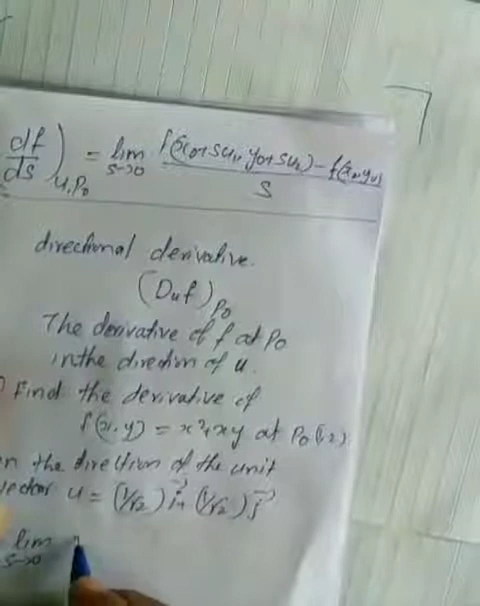 (df/ds)u,P0 = lim s→0 f(x0+su1, y0+su2) − f(x0,y0) / s
directional derivative.
(Duf)P0
The derivative of f at P0
in the direction of u.
Find the derivative of
f(x,y) = x²+xy at P0(1,2)
in the direction of the unit
vector u = (1/√2) i + (1/√2) j
lim s→0